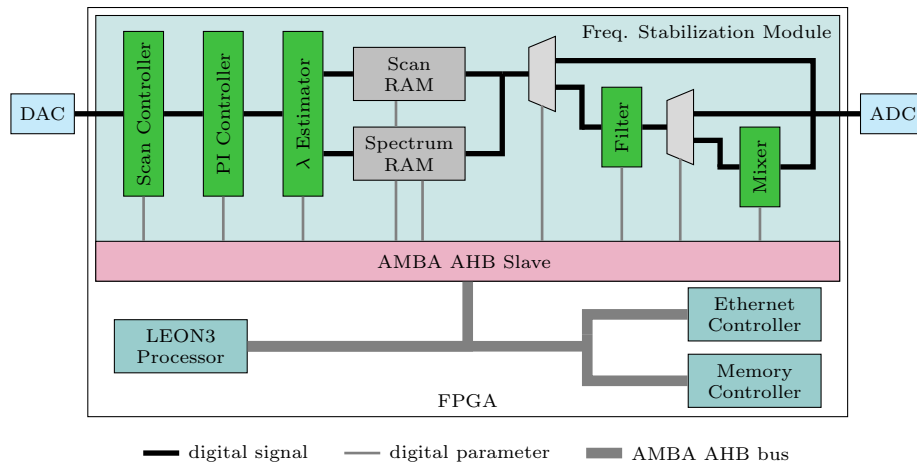 Freq. Stabilization Module
DAC
Scan Controller
PI Controller
λ Estimator
Scan
RAM
Spectrum
RAM
Filter
Mixer
ADC
AMBA AHB Slave
LEON3
Processor
Ethernet
Controller
Memory
Controller
FPGA
digital signal
digital parameter
AMBA AHB bus